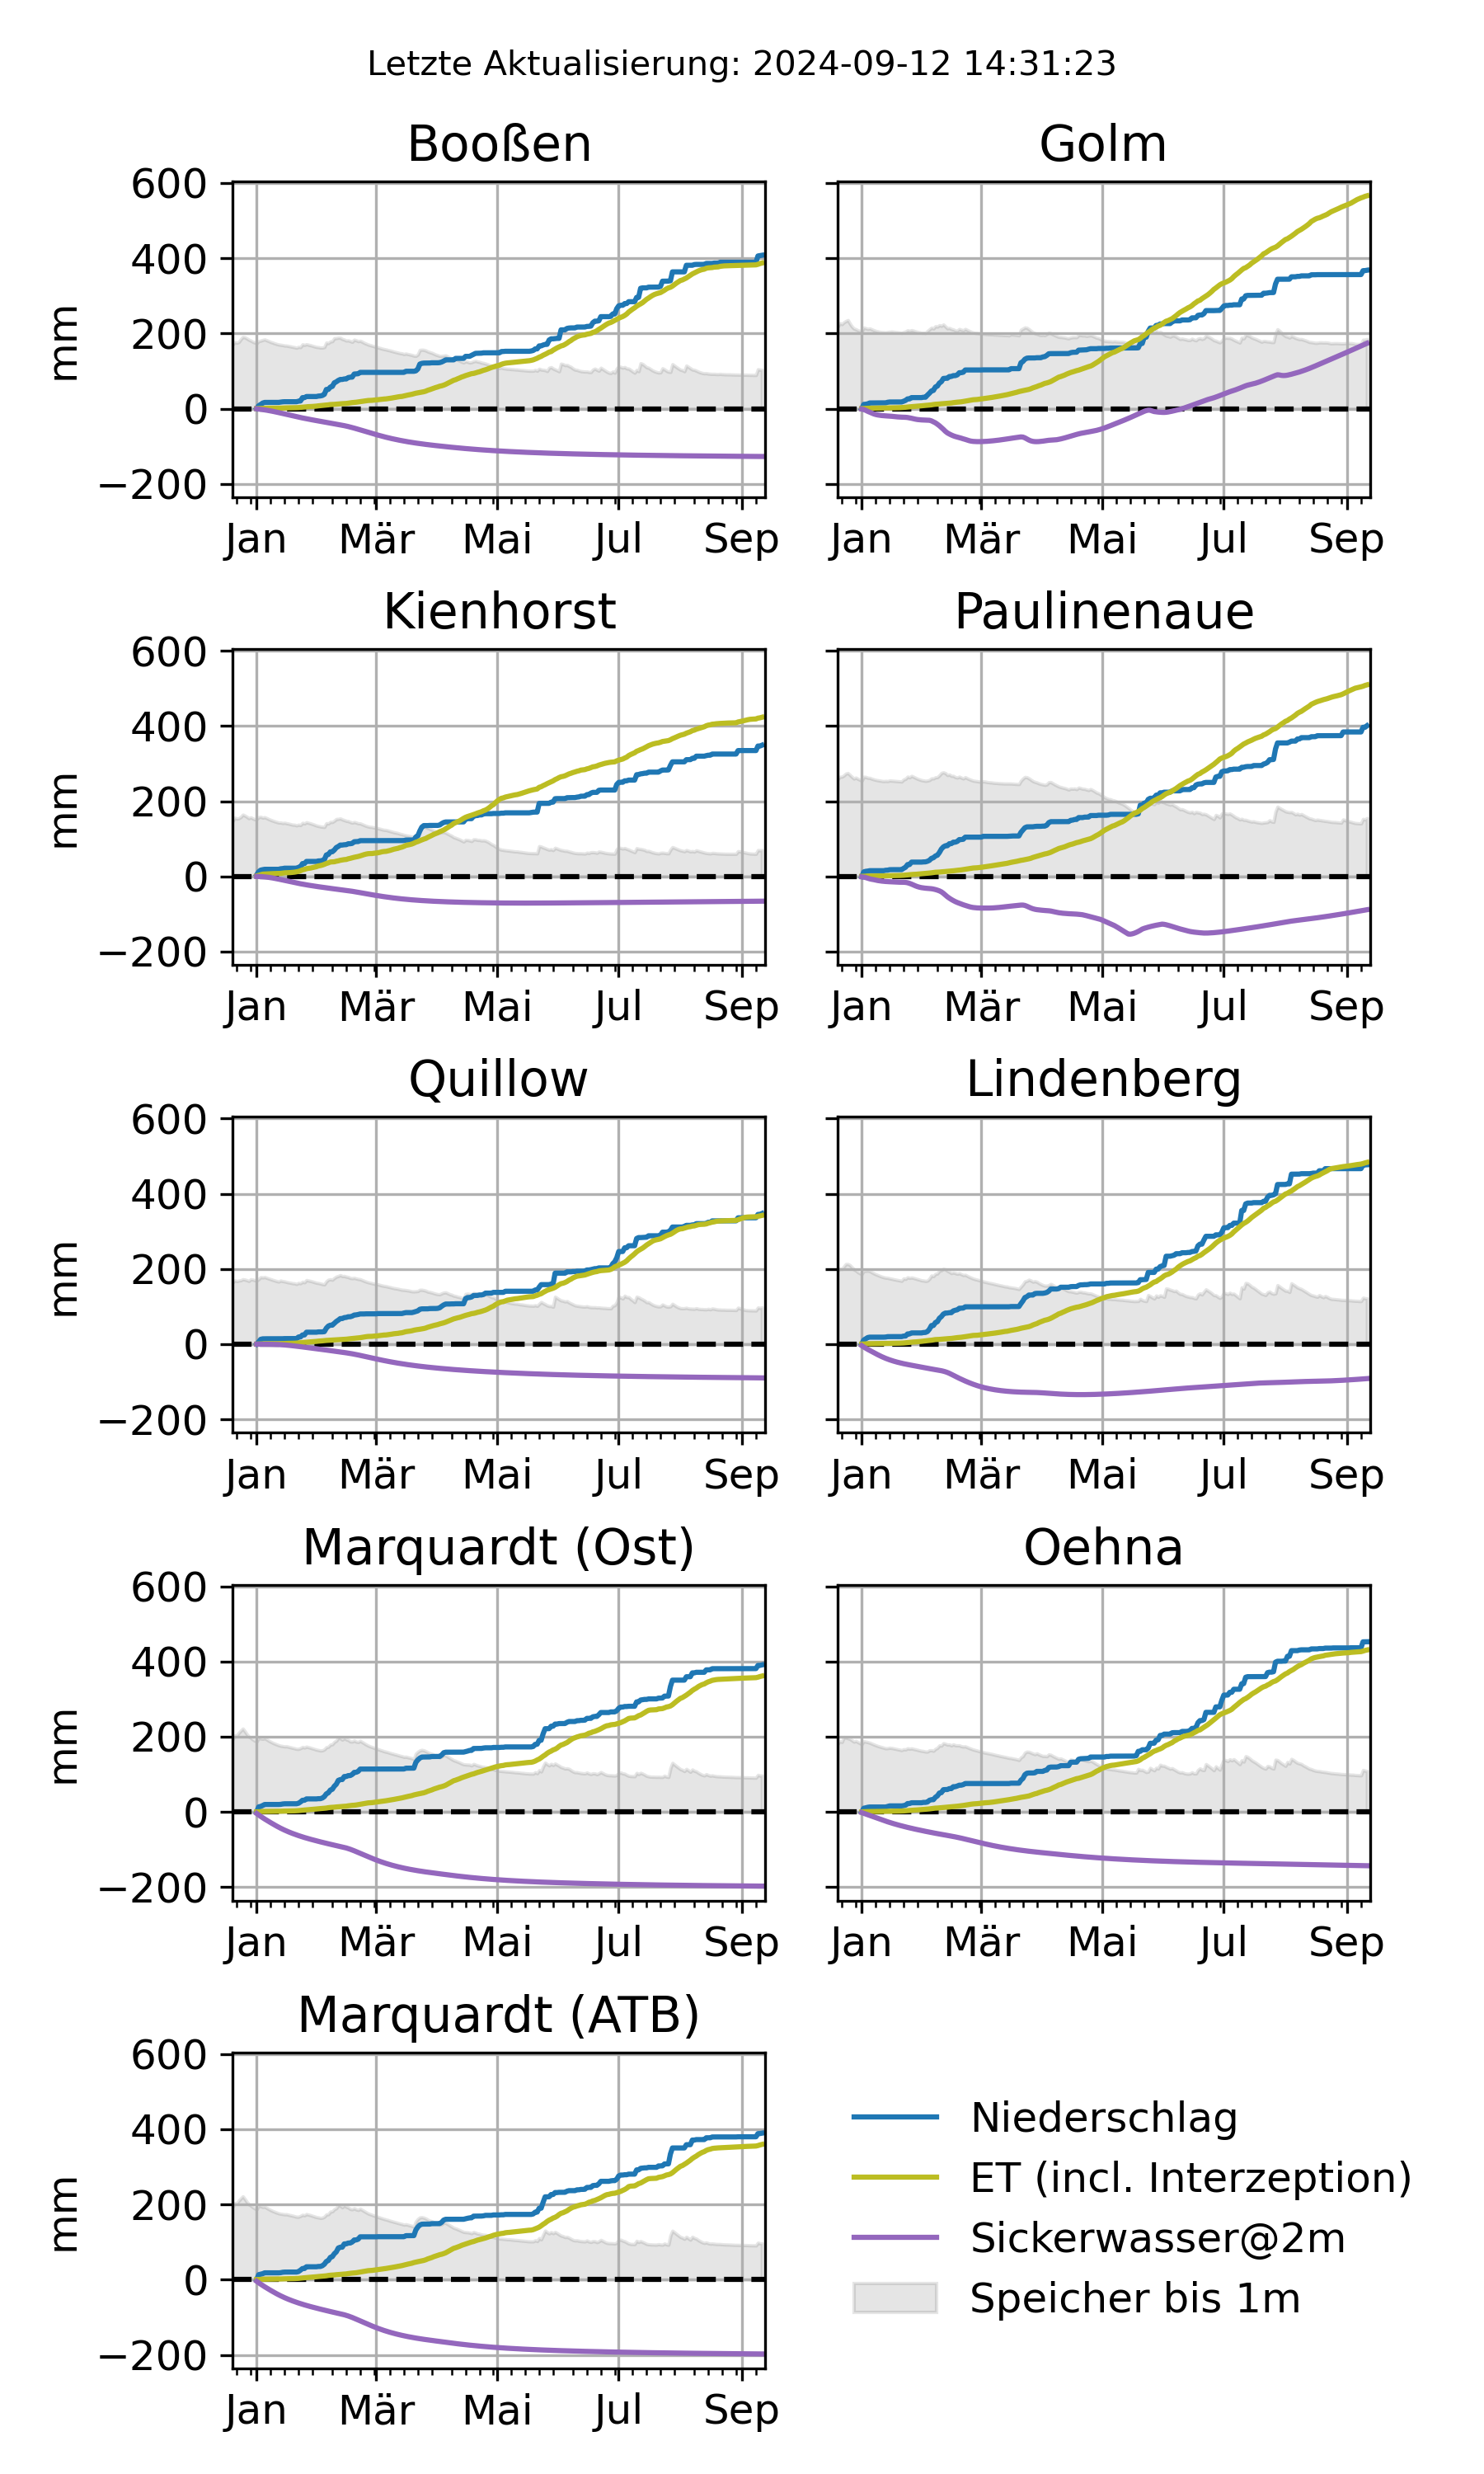 Letzte Aktualisierung: 2024-09-12 14:31:23
Booßen
Golm
600
400
200
0
−200
mm
Jan Mär Mai Jul Sep
Jan Mär Mai Jul Sep
Kienhorst
Paulinenaue
600
400
200
0
−200
mm
Jan Mär Mai Jul Sep
Jan Mär Mai Jul Sep
Quillow
Lindenberg
600
400
200
0
−200
mm
Jan Mär Mai Jul Sep
Jan Mär Mai Jul Sep
Marquardt (Ost)
Oehna
600
400
200
0
−200
mm
Jan Mär Mai Jul Sep
Jan Mär Mai Jul Sep
Marquardt (ATB)
600
400
200
0
−200
mm
Jan Mär Mai Jul Sep
Niederschlag
ET (incl. Interzeption)
Sickerwasser@2m
Speicher bis 1m